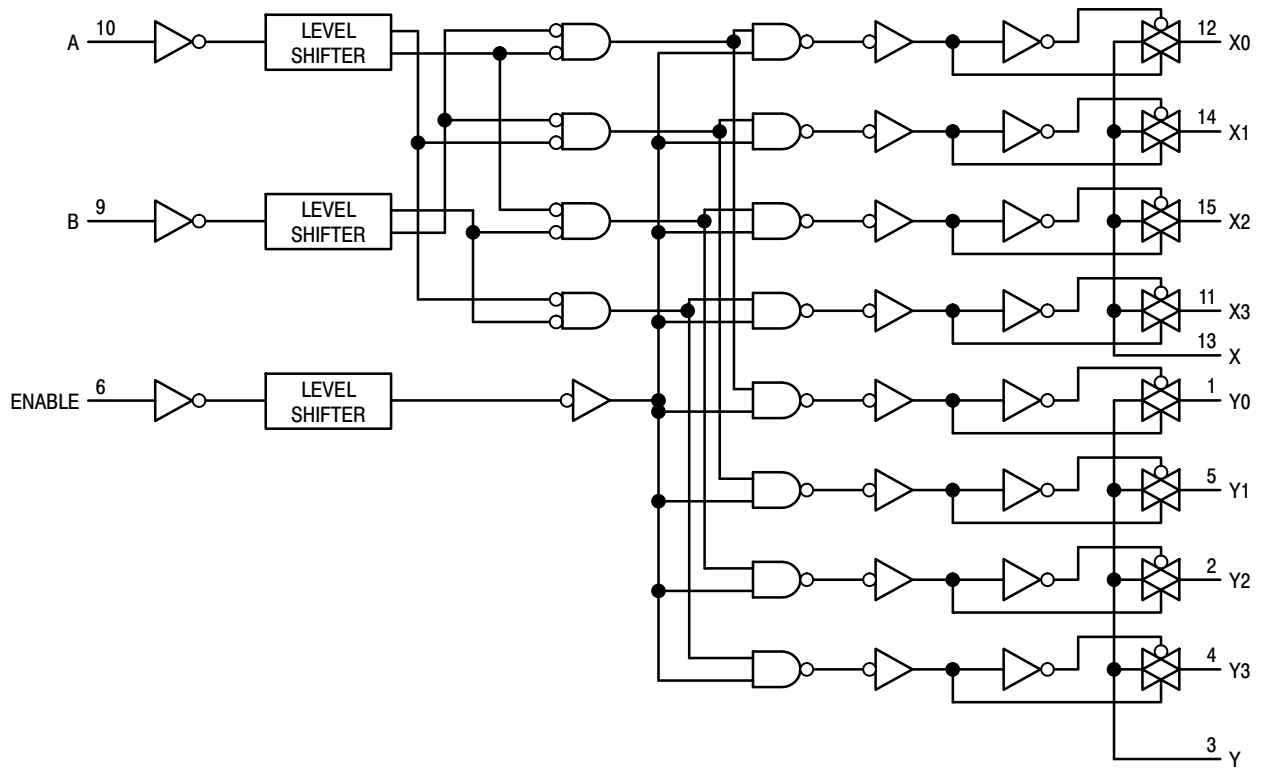 A 10
LEVEL
SHIFTER
12 X0
14 X1
B 9
LEVEL
SHIFTER
15 X2
11 X3
13 X
ENABLE 6
LEVEL
SHIFTER
1 Y0
5 Y1
2 Y2
4 Y3
3 Y